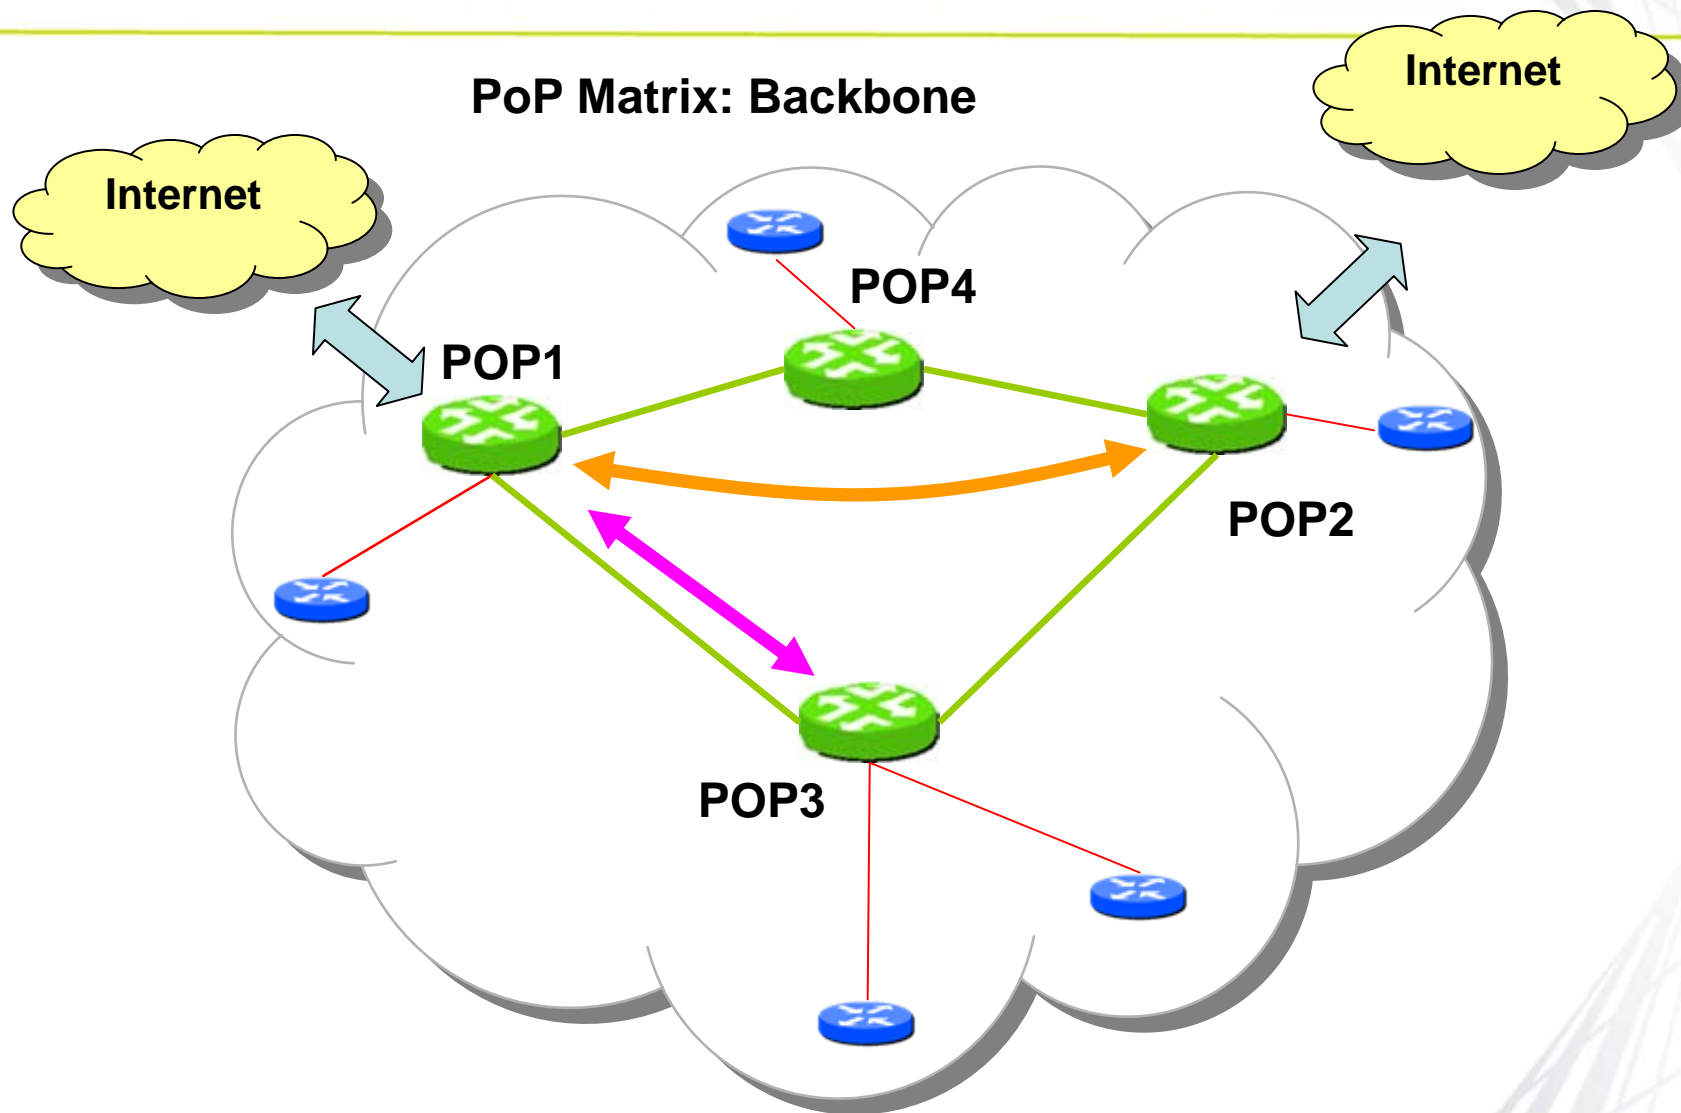 Internet
PoP Matrix: Backbone
Internet
POP4
POP1
POP2
POP3